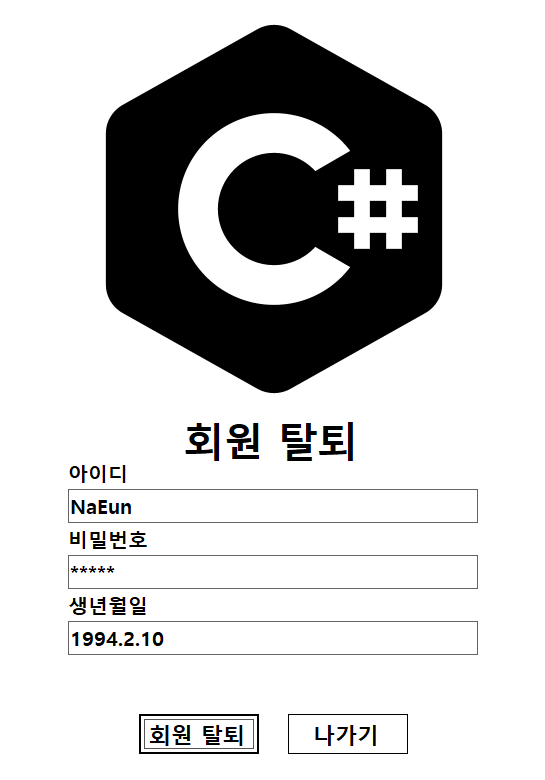 C#
회원 탈퇴
아이디
NaEun
비밀번호
*****
생년월일
1994.2.10
회원 탈퇴 나가기